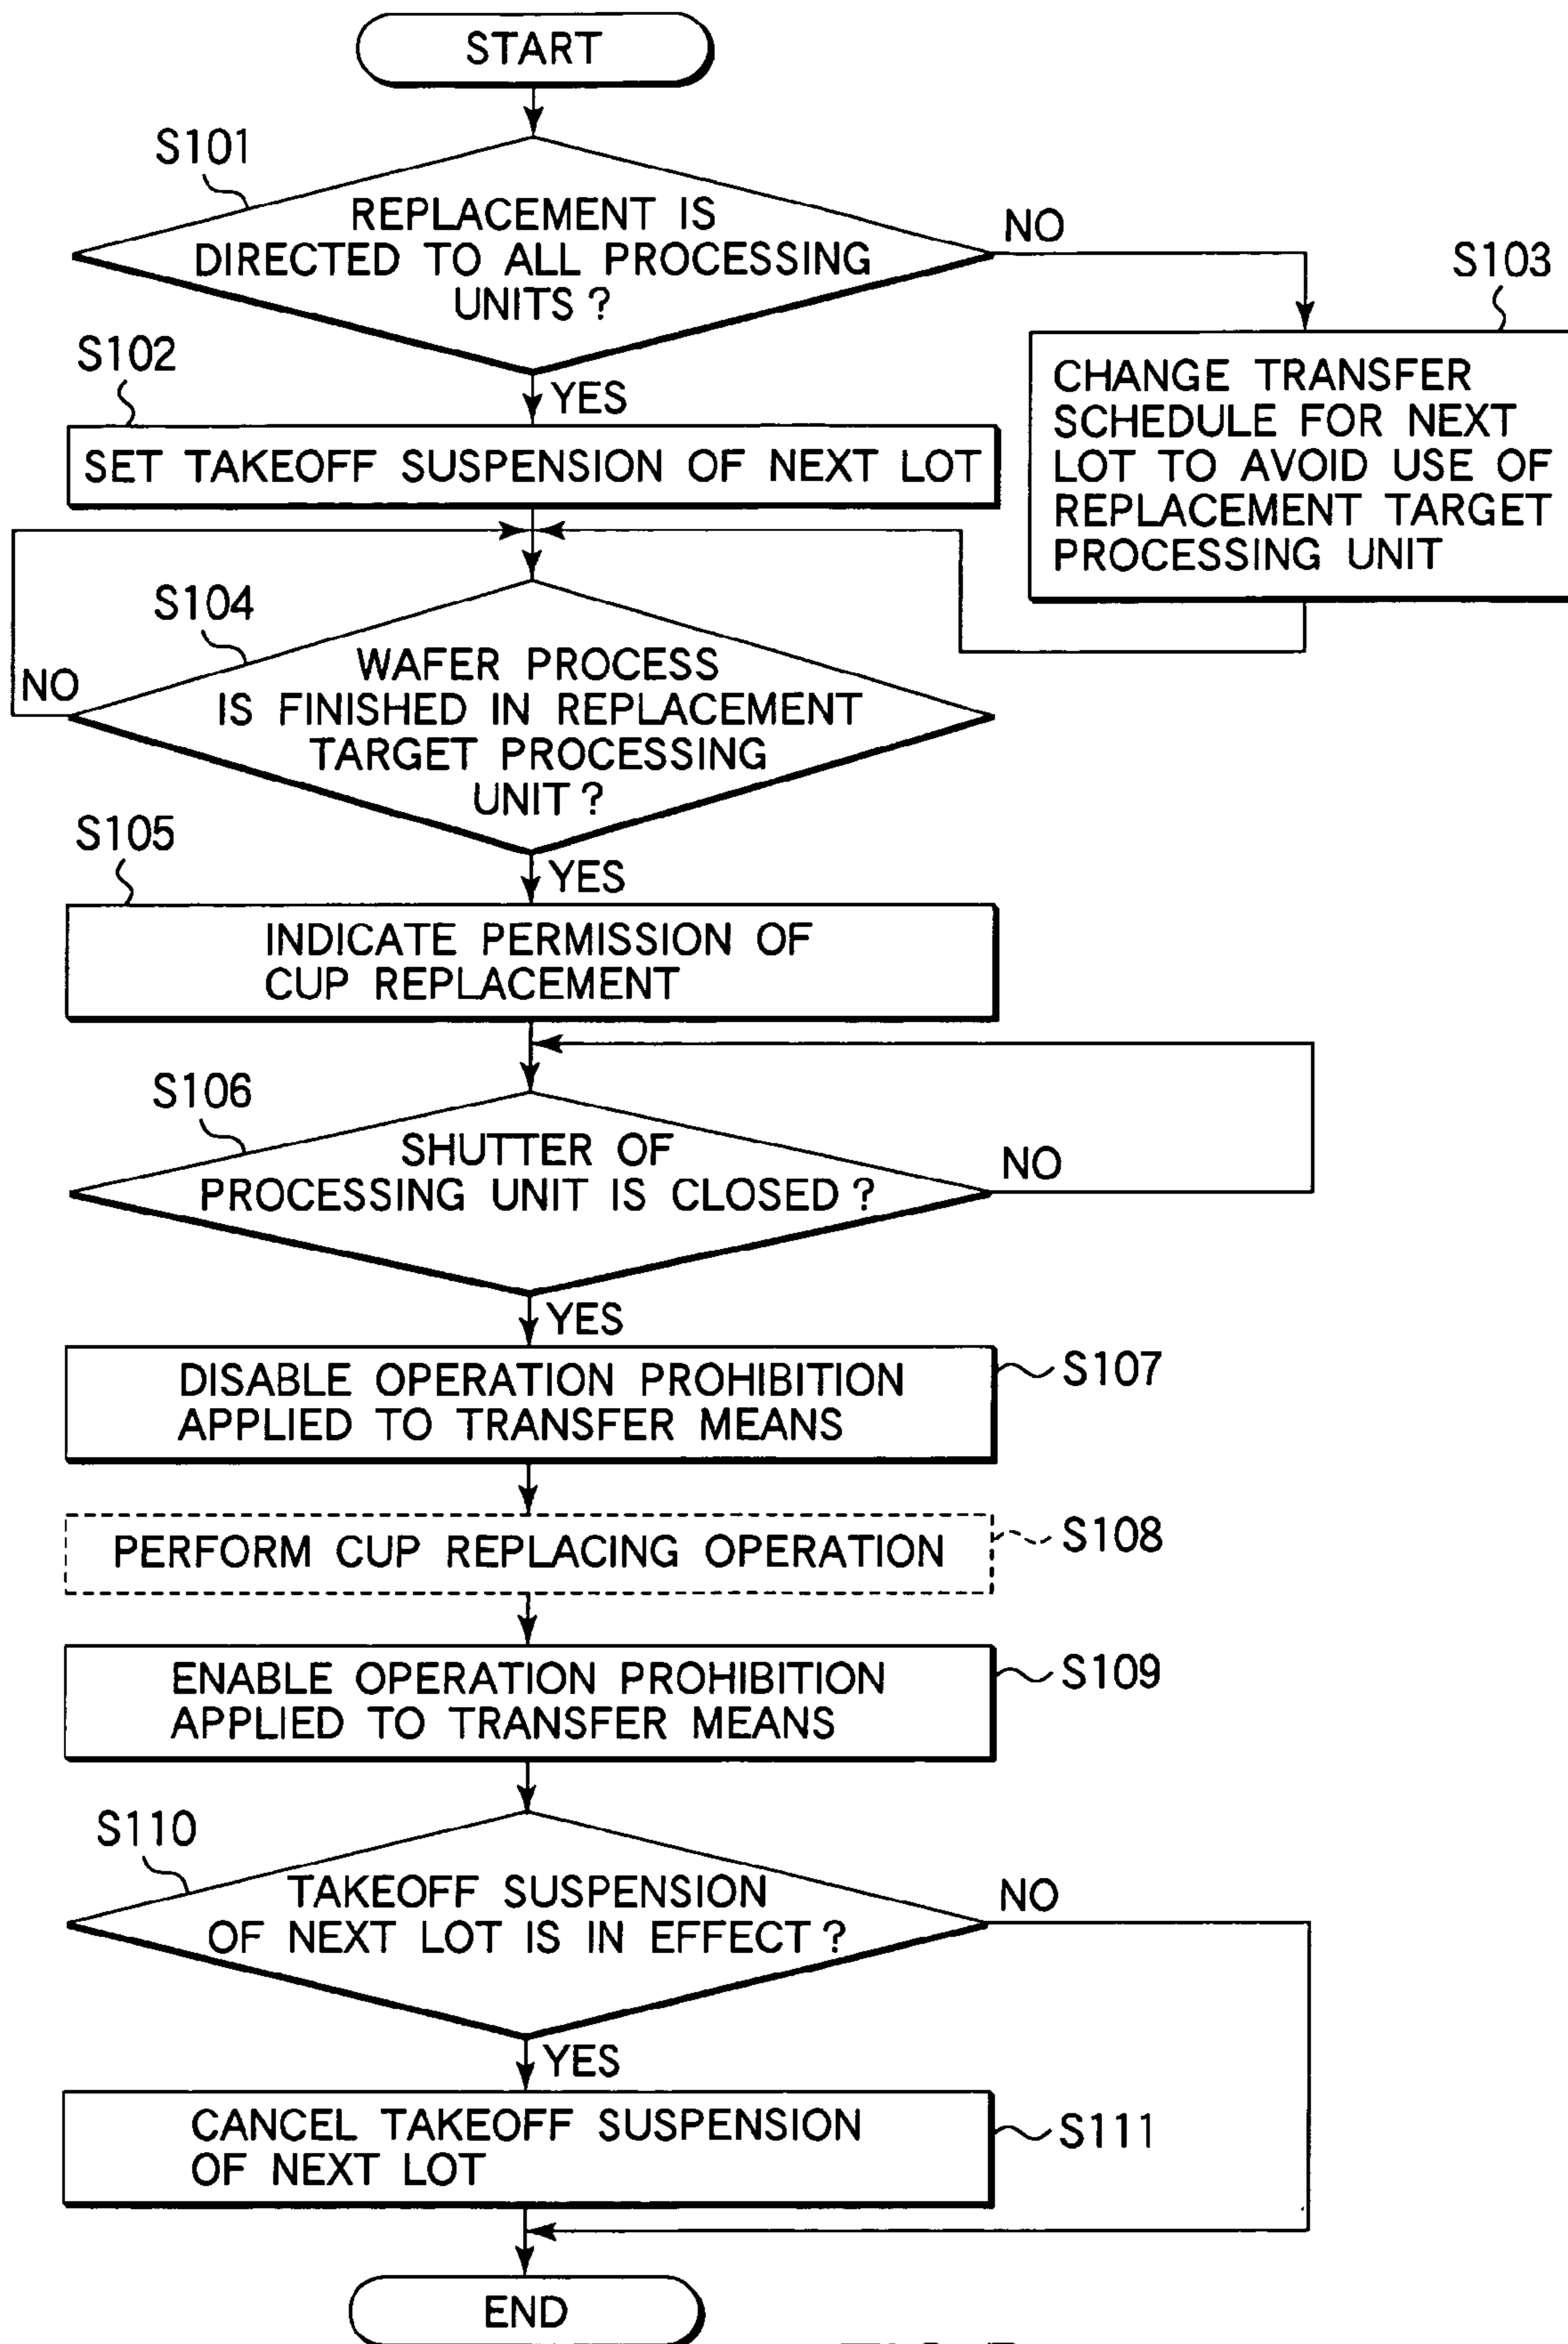 START
S101
REPLACEMENT IS
DIRECTED TO ALL PROCESSING
UNITS?
NO
S103
CHANGE TRANSFER
SCHEDULE FOR NEXT
LOT TO AVOID USE OF
REPLACEMENT TARGET
PROCESSING UNIT
YES
S102
SET TAKEOFF SUSPENSION OF NEXT LOT
S104
WAFER PROCESS
IS FINISHED IN REPLACEMENT
TARGET PROCESSING
UNIT?
NO
YES
S105
INDICATE PERMISSION OF
CUP REPLACEMENT
S106
SHUTTER OF
PROCESSING UNIT IS CLOSED?
NO
YES
DISABLE OPERATION PROHIBITION
APPLIED TO TRANSFER MEANS
S107
PERFORM CUP REPLACING OPERATION
S108
ENABLE OPERATION PROHIBITION
APPLIED TO TRANSFER MEANS
S109
S110
TAKEOFF SUSPENSION
OF NEXT LOT IS IN EFFECT?
NO
YES
CANCEL TAKEOFF SUSPENSION
OF NEXT LOT
S111
END